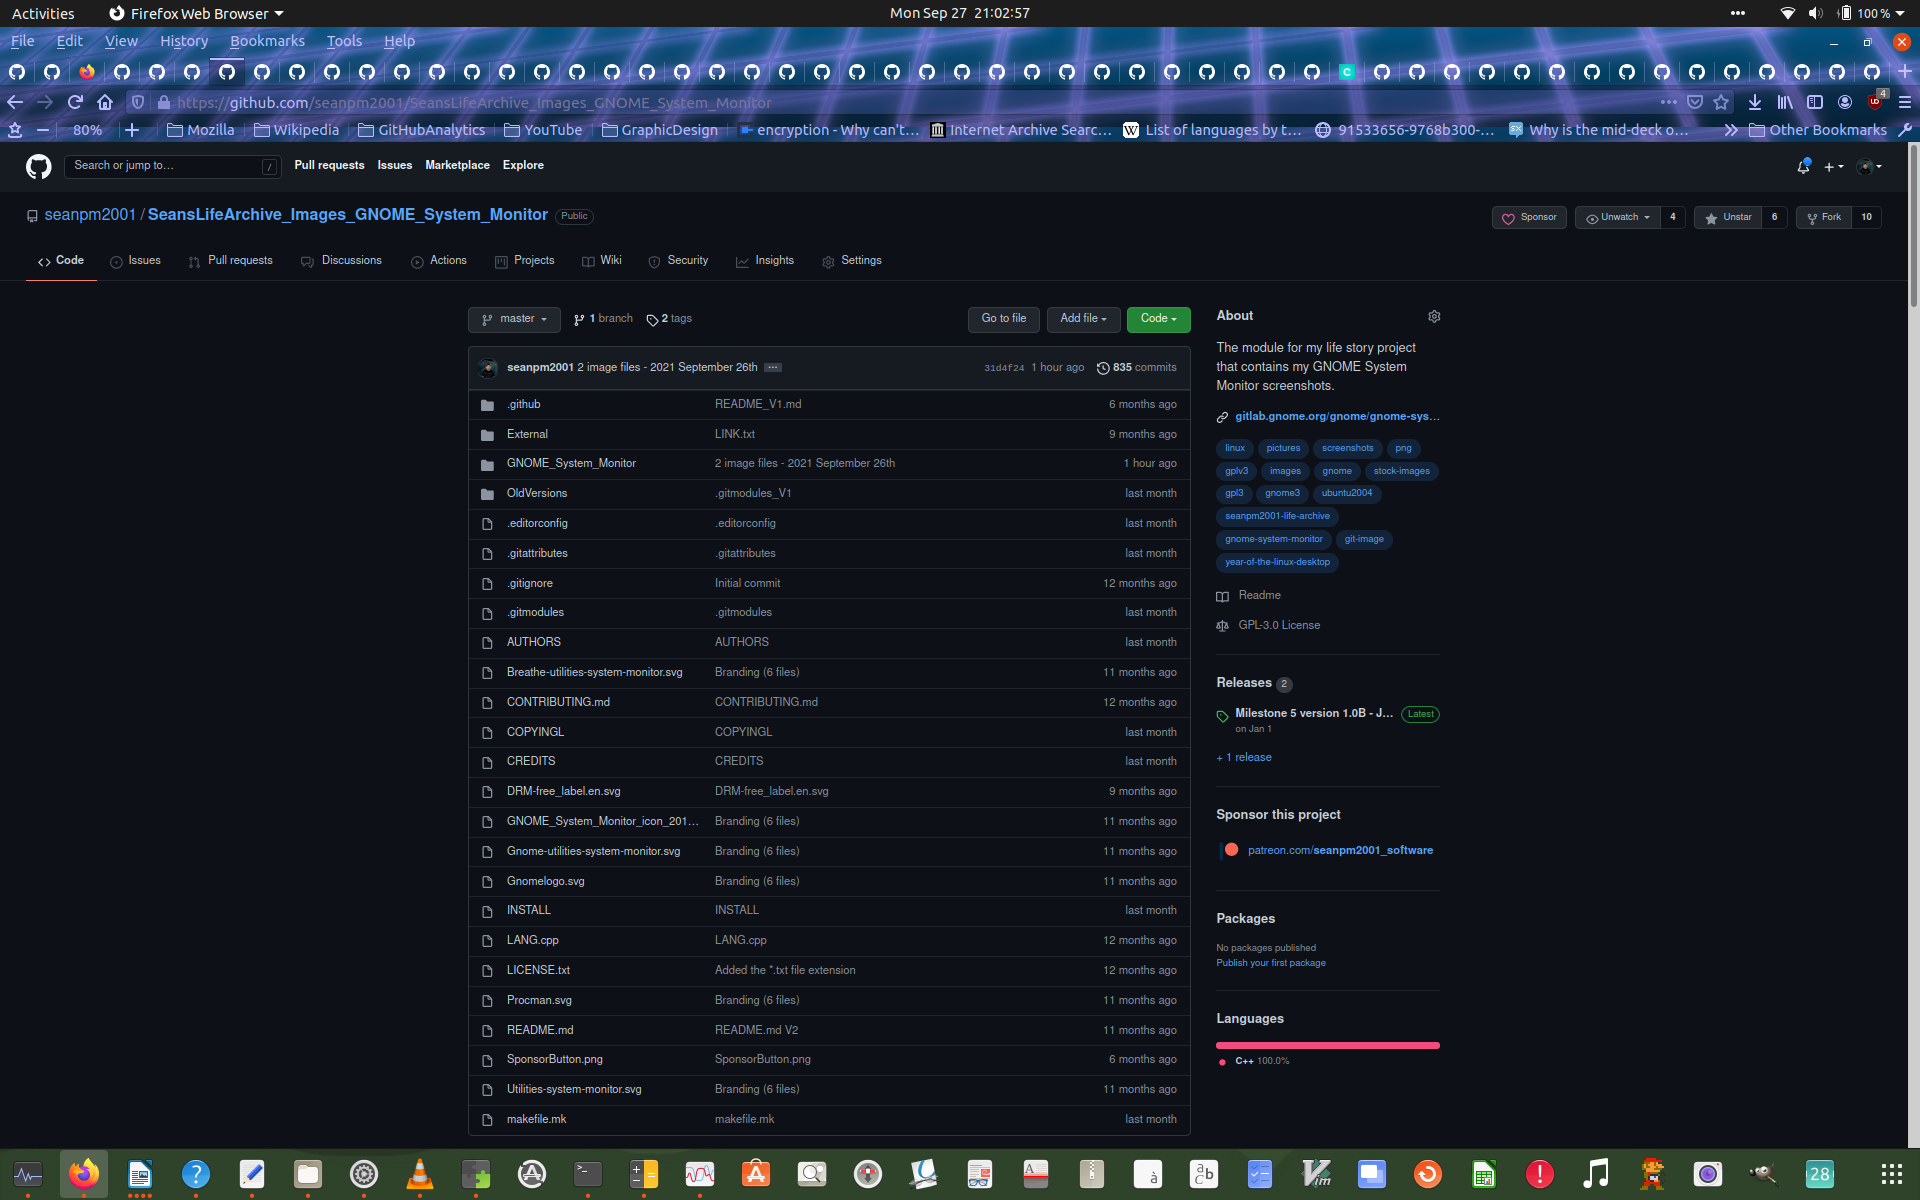 Activities Firefox Web Browser Mon Sep 27 21:02:57 100 %
File Edit View History Bookmarks Tools Help
https://github.com/seanpm2001/SeansLifeArchive_Images_GNOME_System_Monitor 4
80% Mozilla Wikipedia GitHubAnalytics YouTube GraphicDesign encryption - Why can't… Internet Archive Searc… List of languages by t… 91533656-9768b300-… Why is the mid-deck o… Other Bookmarks
Search or jump to… / Pull requests Issues Marketplace Explore
seanpm2001 / SeansLifeArchive_Images_GNOME_System_Monitor Public Sponsor Unwatch 4 Unstar 6 Fork 10
Code Issues Pull requests Discussions Actions Projects Wiki Security Insights Settings
master 1 branch 2 tags Go to file Add file Code
seanpm2001 2 image files - 2021 September 26th … 31d4f24 1 hour ago 835 commits
.github README_V1.md 6 months ago
External LINK.txt 9 months ago
GNOME_System_Monitor 2 image files - 2021 September 26th 1 hour ago
OldVersions .gitmodules_V1 last month
.editorconfig .editorconfig last month
.gitattributes .gitattributes last month
.gitignore Initial commit 12 months ago
.gitmodules .gitmodules last month
AUTHORS AUTHORS last month
Breathe-utilities-system-monitor.svg Branding (6 files) 11 months ago
CONTRIBUTING.md CONTRIBUTING.md 12 months ago
COPYINGL COPYINGL last month
CREDITS CREDITS last month
DRM-free_label.en.svg DRM-free_label.en.svg 9 months ago
GNOME_System_Monitor_icon_201… Branding (6 files) 11 months ago
Gnome-utilities-system-monitor.svg Branding (6 files) 11 months ago
Gnomelogo.svg Branding (6 files) 11 months ago
INSTALL INSTALL last month
LANG.cpp LANG.cpp 12 months ago
LICENSE.txt Added the *.txt file extension 12 months ago
Procman.svg Branding (6 files) 11 months ago
README.md README.md V2 11 months ago
SponsorButton.png SponsorButton.png 6 months ago
Utilities-system-monitor.svg Branding (6 files) 11 months ago
makefile.mk makefile.mk last month
About
The module for my life story project
that contains my GNOME System
Monitor screenshots.
gitlab.gnome.org/gnome/gnome-sys…
linux pictures screenshots png
gplv3 images gnome stock-images
gpl3 gnome3 ubuntu2004
seanpm2001-life-archive
gnome-system-monitor git-image
year-of-the-linux-desktop
Readme
GPL-3.0 License
Releases 2
Milestone 5 version 1.0B - J… Latest
on Jan 1
+ 1 release
Sponsor this project
patreon.com/seanpm2001_software
Packages
No packages published
Publish your first package
Languages
C++ 100.0%
28